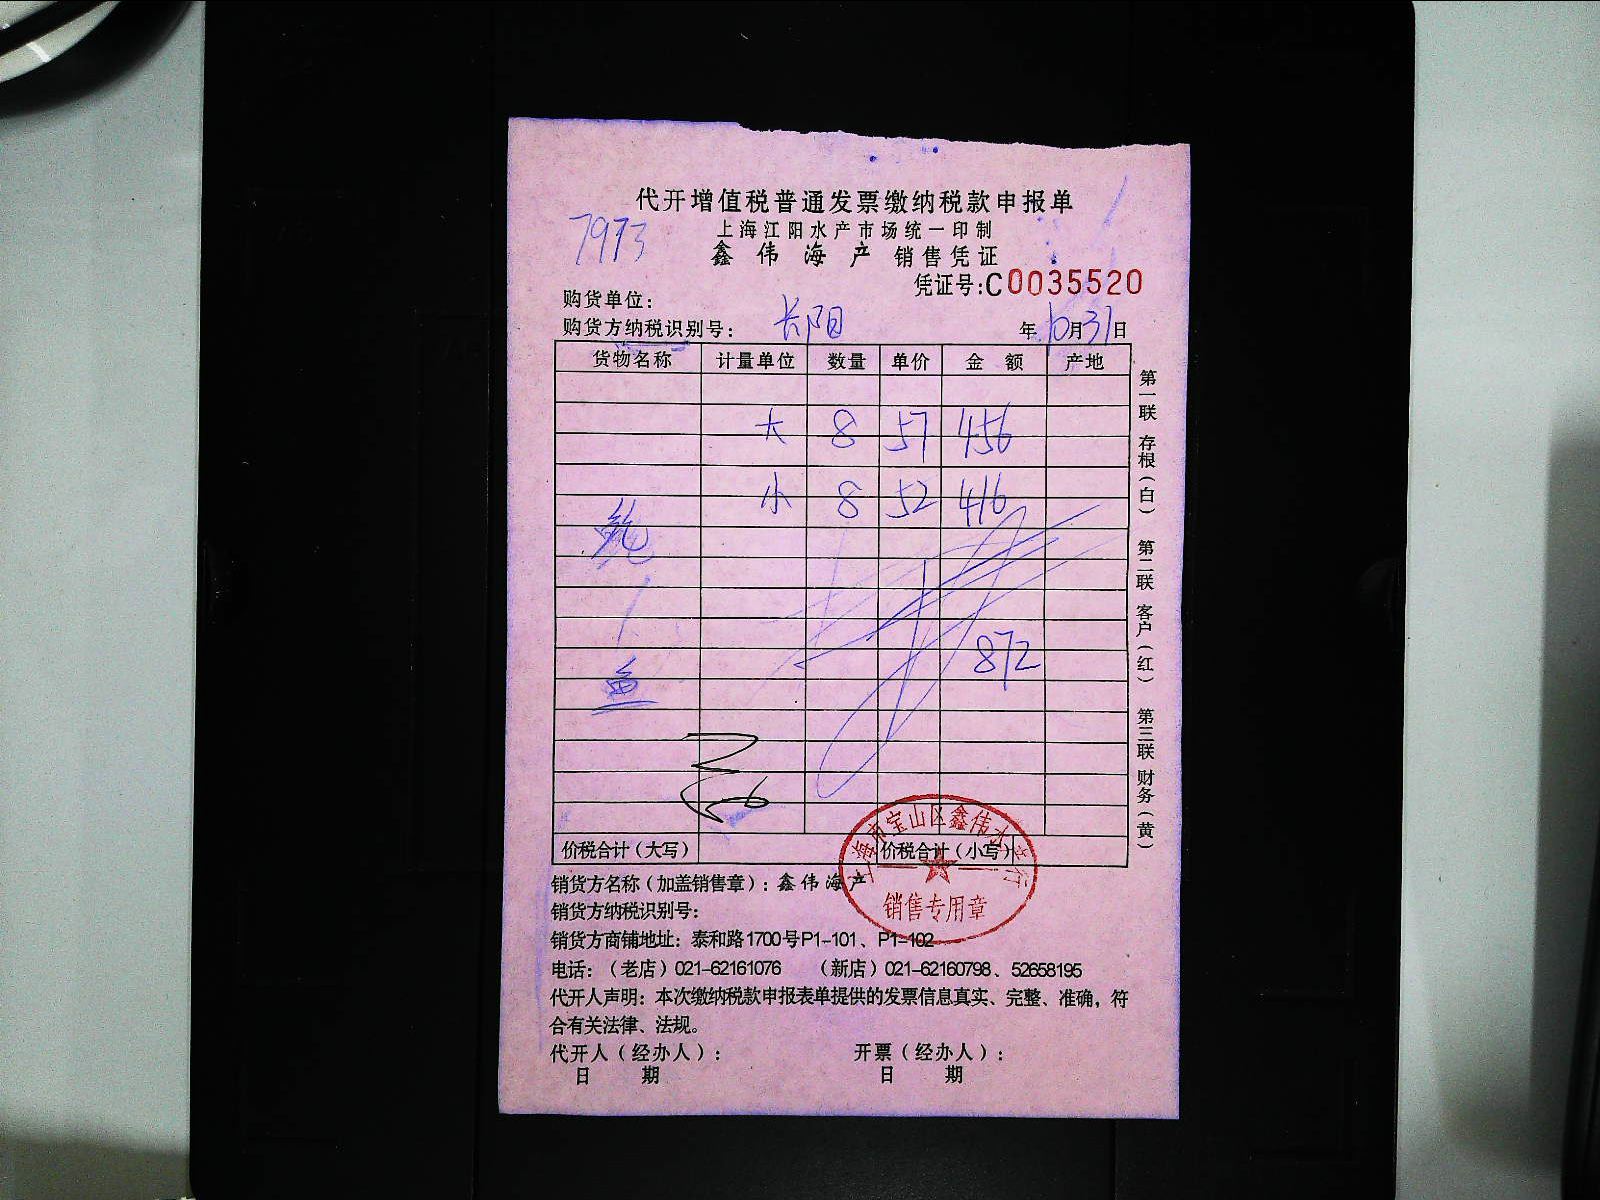 代开增值税普通发票缴纳税款申报单
7973
上海江阳水产市场统一印制
鑫伟海产 销售凭证
凭证号:C0035520
购货单位:
购货方纳税识别号: 长阳 年10月31日
货物名称 计量单位 数量 单价 金额 产地
大 8 57 456
小 8 52 416
鱼
872
价税合计(大写) 价税合计(小写)
销货方名称(加盖销售章):鑫伟海产
销货方纳税识别号:
销货方商铺地址:泰和路1700号P1-101、P1-102
电话:(老店)021-62161076 (新店)021-62160798、52658195
代开人声明:本次缴纳税款申报表单提供的发票信息真实、完整、准确,符
合有关法律、法规。
代开人(经办人): 开票(经办人):
日期 日期
第一联 存根(白) 第二联 客户(红) 第三联 财务(黄)
上海市宝山区鑫伟水产行
销售专用章